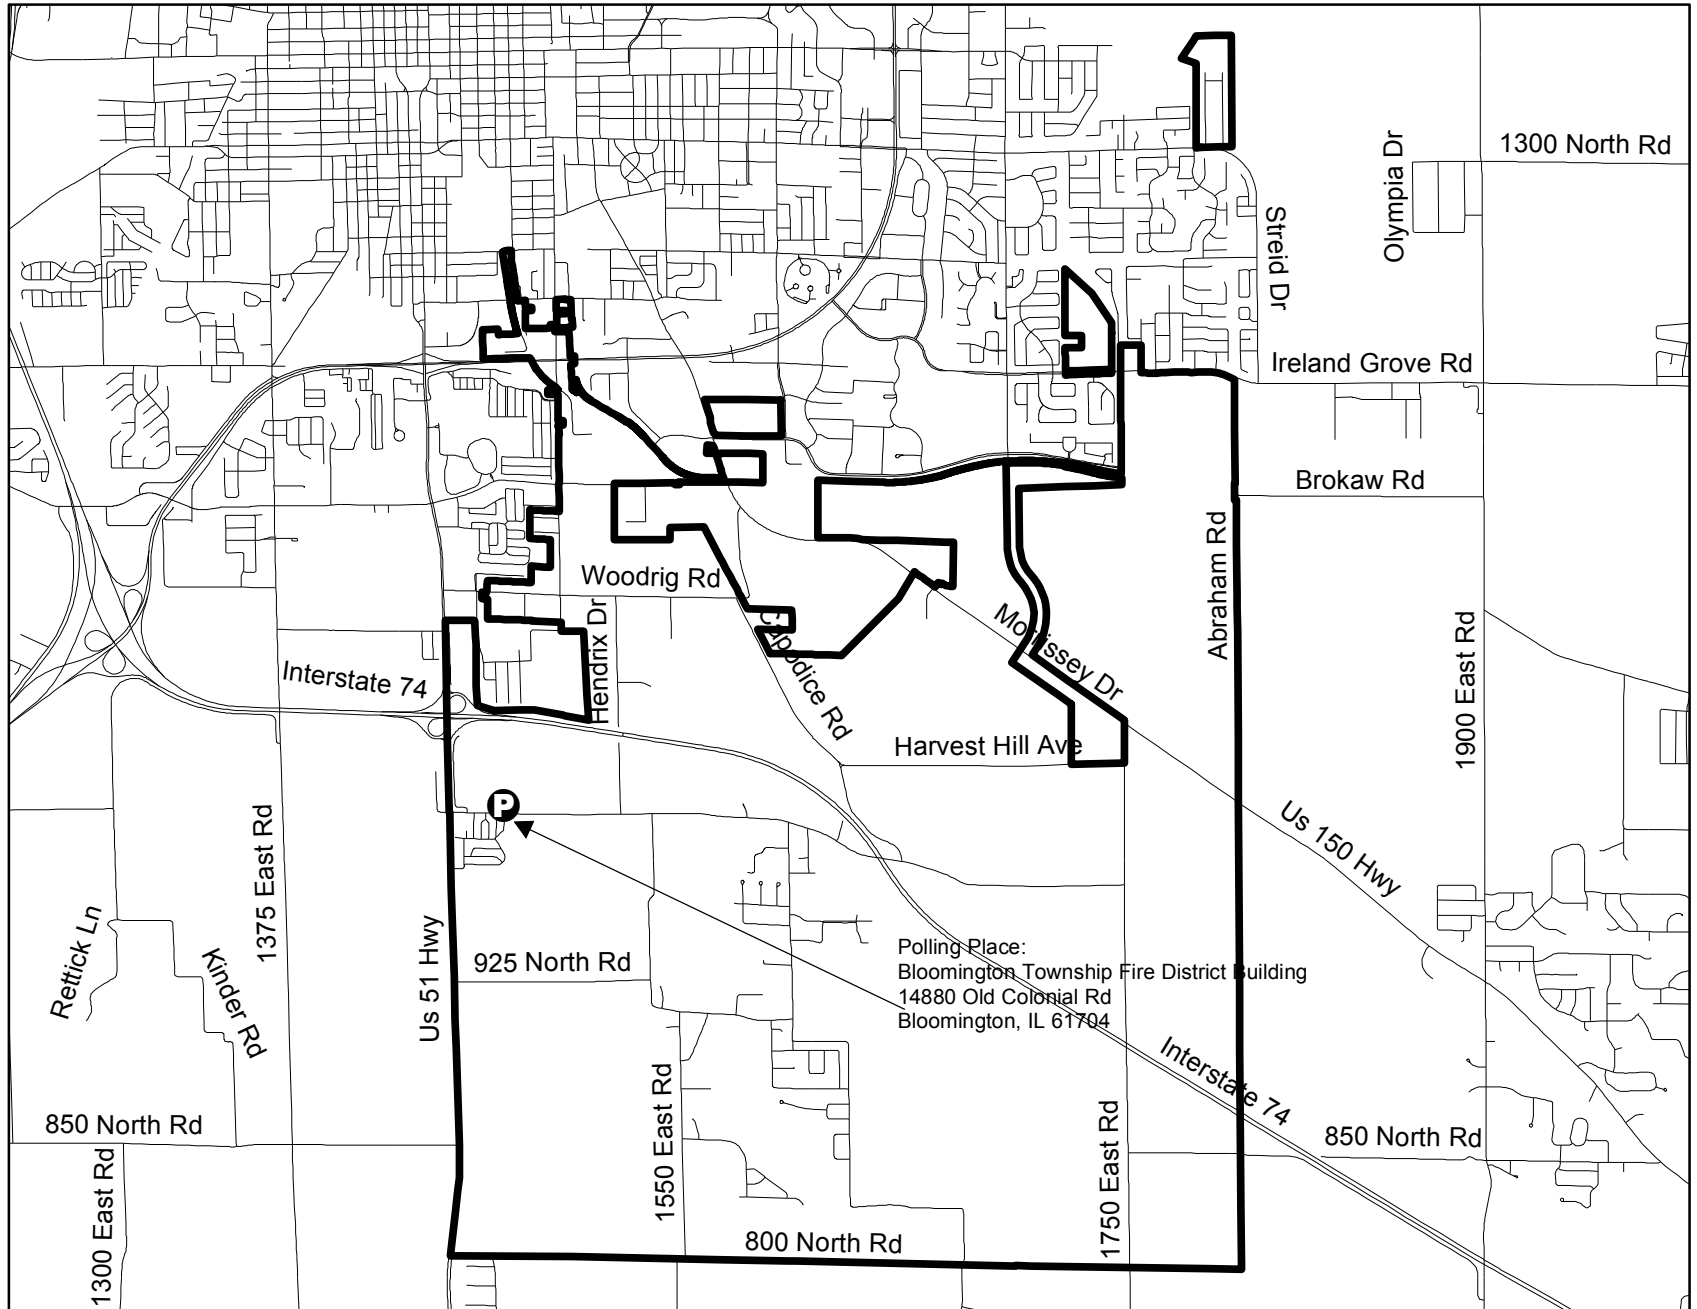 1300 North Rd
Olympia Dr
Streid Dr
Ireland Grove Rd
Brokaw Rd
Abraham Rd
Woodrig Rd
Hendrix Dr
Capodice Rd
Morrissey Dr
Interstate 74
1900 East Rd
Harvest Hill Ave
P
1375 East Rd
Us 150 Hwy
Rettick Ln
Kinder Rd
Us 51 Hwy
925 North Rd
Polling Place:
Bloomington Township Fire District Building
14880 Old Colonial Rd
Bloomington, IL 61704
Interstate 74
850 North Rd
1550 East Rd
1750 East Rd
850 North Rd
1300 East Rd
800 North Rd